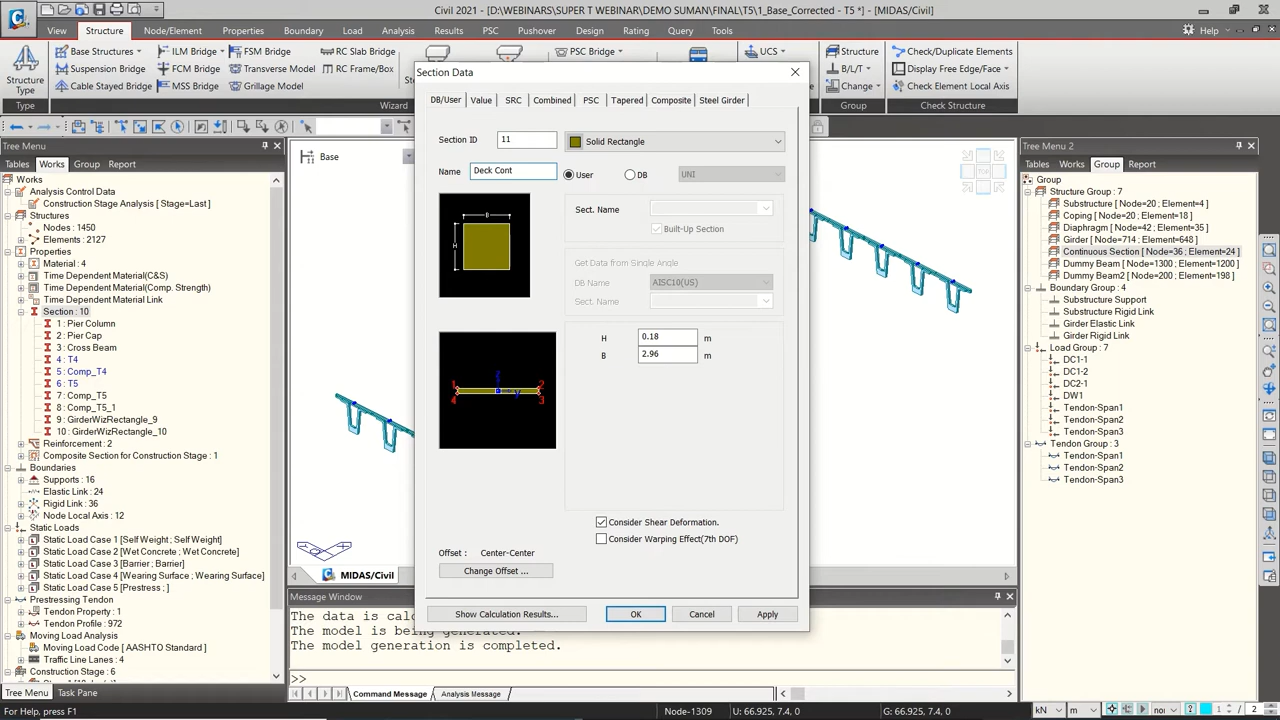 Civil 2021 - [D:\WEBINARS\SUPER T WEBINAR\DEMO SUMAN\FINAL\D1_1_Base_Corrected - T5 *] - [MIDAS/Civil]
View Structure Node/Element Properties Boundary Load Analysis Results PSC Pushover Design Rating Query Tools Help
Base Structures ILM Bridge FSM Bridge RC Slab Bridge PSC Bridge UCS Structure Check/Duplicate Elements
Suspension Bridge FCM Bridge Transverse Model RC Frame/Box B/L/T Display Free Edge/Face
Structure Type Cable Stayed Bridge MSS Bridge Grillage Model Change Check Element Local Axis
Type Wizard Group Check Structure
Section Data
DB/User Value SRC Combined PSC Tapered Composite Steel Girder
Section ID 11 Solid Rectangle
Name Deck Cont User DB UNI
Sect. Name
Built-Up Section
Get Data from Single Angle
DB Name AISC10(US)
Sect. Name
B
H
H 0.18 m
B 2.96 m
z
y
1 2
4 3
Consider Shear Deformation.
Consider Warping Effect(7th DOF)
Offset : Center-Center
Change Offset ...
Show Calculation Results... OK Cancel Apply
Tree Menu
Tables Works Group Report
Works
Analysis Control Data
Construction Stage Analysis [ Stage=Last ]
Structures
Nodes : 1450
Elements : 2127
Properties
Material : 4
Time Dependent Material(C&S)
Time Dependent Material(Comp. Strength)
Time Dependent Material Link
Section : 10
1 : Pier Column
2 : Pier Cap
3 : Cross Beam
4 : T4
5 : Comp_T4
6 : T5
7 : Comp_T5
8 : Comp_T5_1
9 : GirderWizRectangle_9
10 : GirderWizRectangle_10
Reinforcement : 2
Composite Section for Construction Stage : 1
Boundaries
Supports : 16
Elastic Link : 24
Rigid Link : 36
Node Local Axis : 12
Static Loads
Static Load Case 1 [Self Weight ; Self Weight]
Static Load Case 2 [Wet Concrete ; Wet Concrete]
Static Load Case 3 [Barrier ; Barrier]
Static Load Case 4 [Wearing Surface ; Wearing Surface]
Static Load Case 5 [Prestress ; ]
Prestressing Tendon
Tendon Property : 1
Tendon Profile : 972
Moving Load Analysis
Moving Load Code [AASHTO Standard ]
Traffic Line Lanes : 4
Construction Stage : 6
Tree Menu Task Pane
Base
TOP
MIDAS/Civil
Message Window
The data is calc
The model is being generated.
The model generation is completed.
>>
Command Message Analysis Message
Tree Menu 2
Tables Works Group Report
Group
Structure Group : 7
Substructure [ Node=20 ; Element=4 ]
Coping [ Node=20 ; Element=18 ]
Diaphragm [ Node=42 ; Element=35 ]
Girder [ Node=714 ; Element=648 ]
Continuous Section [ Node=36 ; Element=24 ]
Dummy Beam [ Node=1300 ; Element=1200 ]
Dummy Beam2 [ Node=200 ; Element=198 ]
Boundary Group : 4
Substructure Support
Substructure Rigid Link
Girder Elastic Link
Girder Rigid Link
Load Group : 7
DC1-1
DC1-2
DC2-1
DW1
Tendon-Span1
Tendon-Span2
Tendon-Span3
Tendon Group : 3
Tendon-Span1
Tendon-Span2
Tendon-Span3
For Help, press F1 Node-1309 U: 66.925, 7.4, 0 G: 66.925, 7.4, 0 kN m non 1 / 2